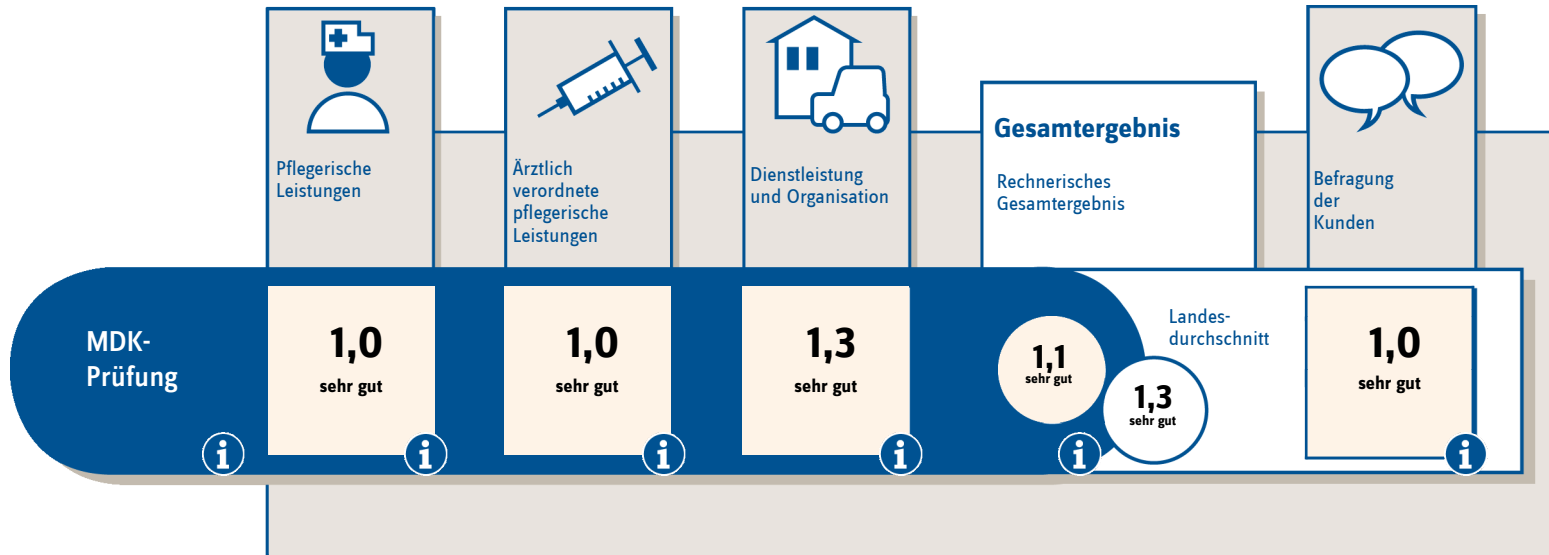 Pflegerische
Leistungen
Ärztlich
verordnete
pflegerische
Leistungen
Dienstleistung
und Organisation
Gesamtergebnis
Rechnerisches
Gesamtergebnis
Befragung
der
Kunden
MDK-
Prüfung
1,0
sehr gut
1,0
sehr gut
1,3
sehr gut
1,1
sehr gut
Landes-
durchschnitt
1,3
sehr gut
1,0
sehr gut
i
i
i
i
i
i